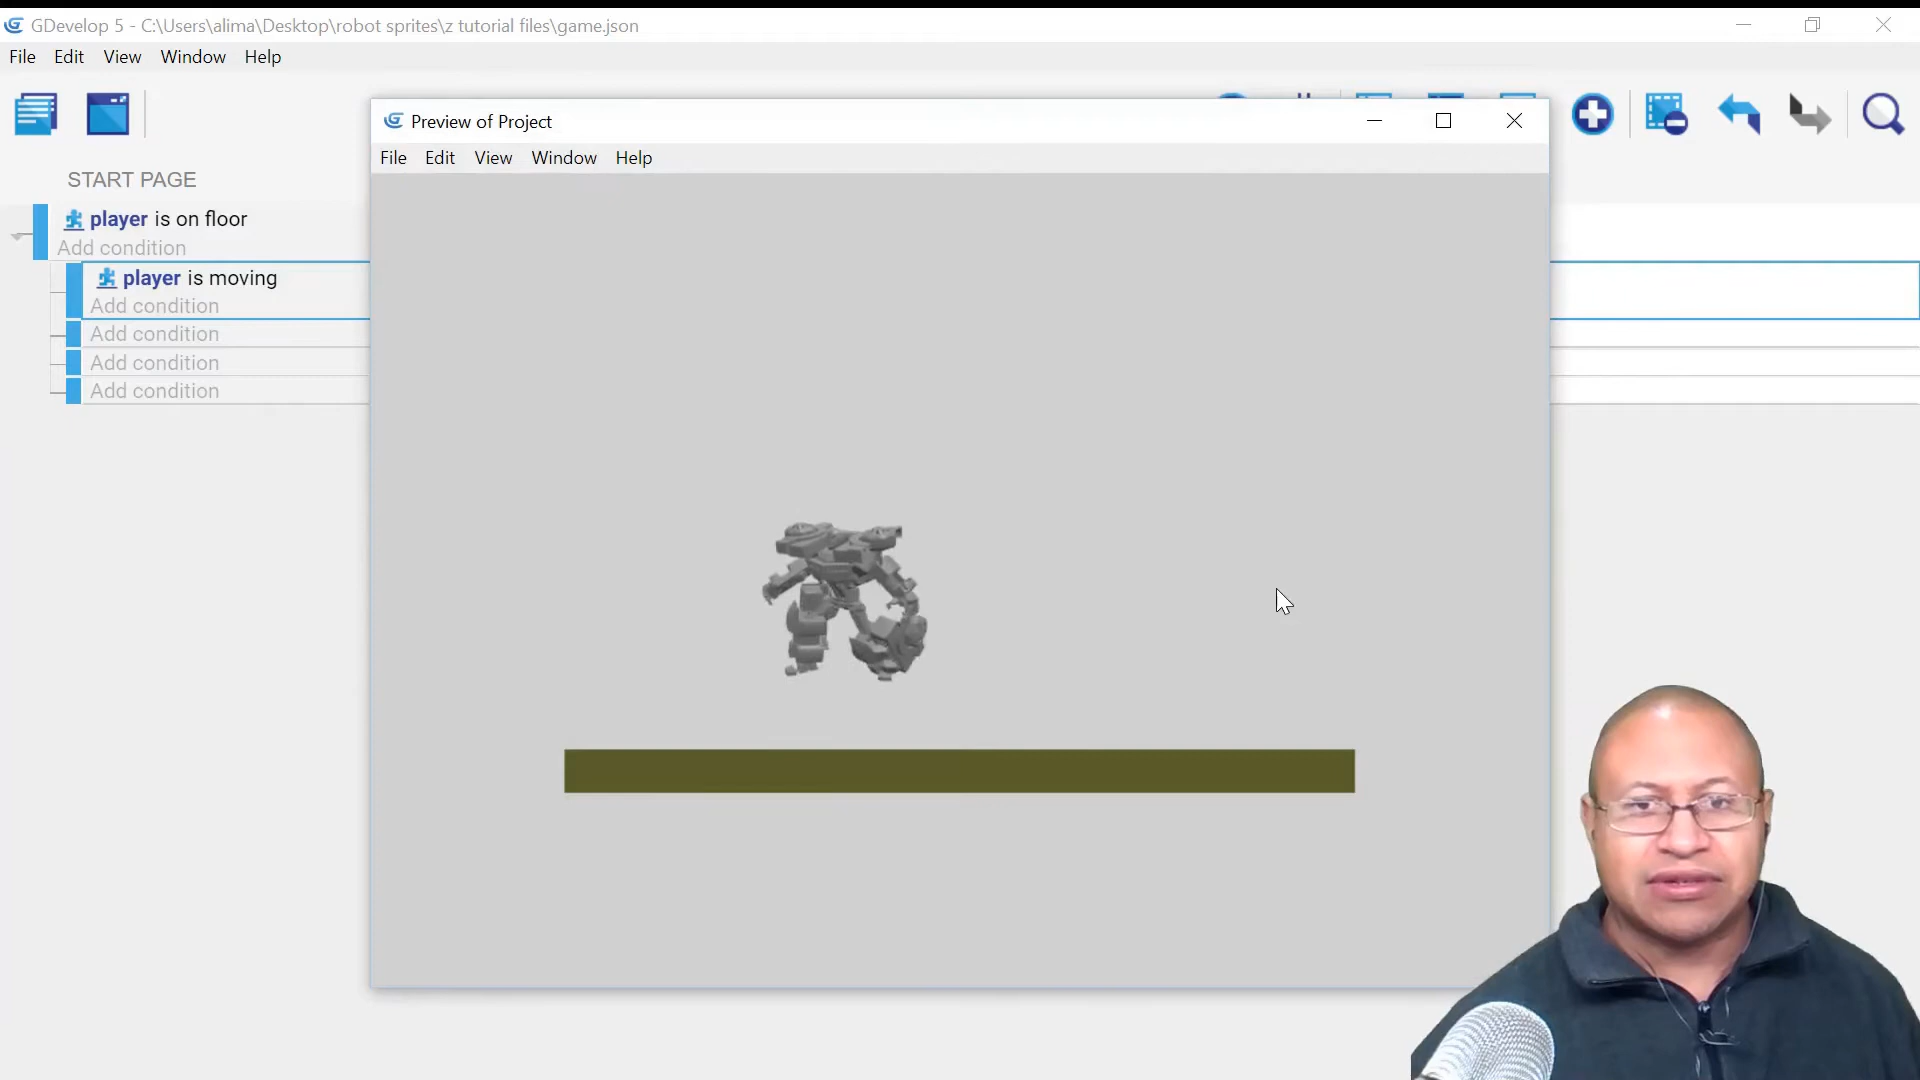 GDevelop 5 - C:\Users\alima\Desktop\robot sprites\z tutorial files\game.json
File Edit View Window Help
Preview of Project
File Edit View Window Help
START PAGE
player is on floor
Add condition
player is moving
Add condition
Add condition
Add condition
Add condition